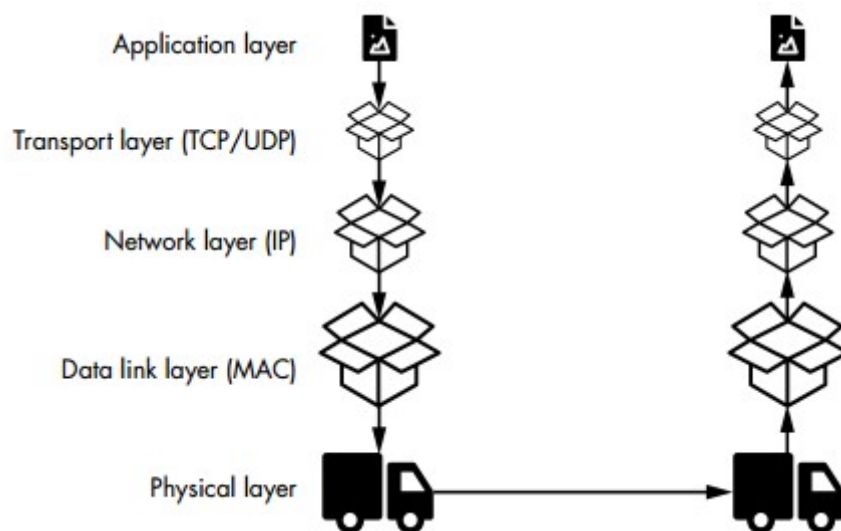 Application layer
Transport layer (TCP/UDP)
Network layer (IP)
Data link layer (MAC)
Physical layer